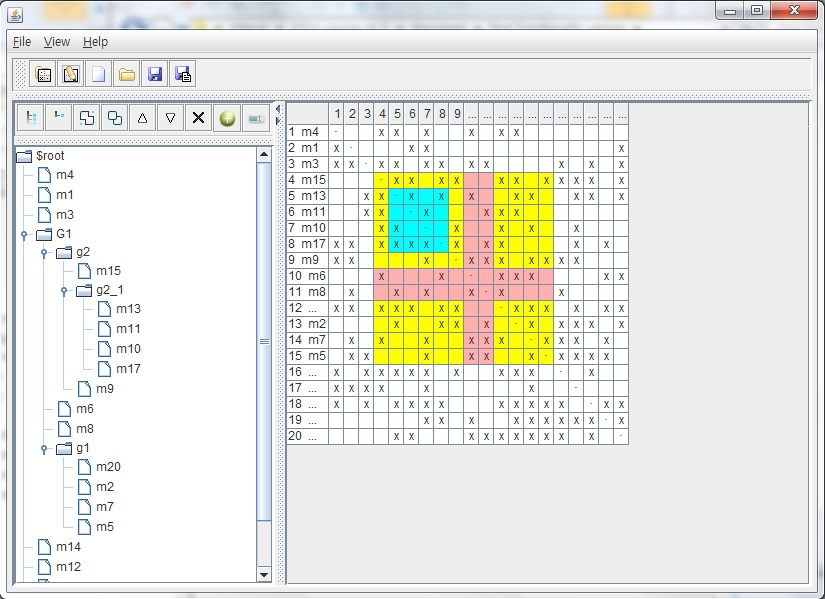 File View Help
1 2 3 4 5 6 7 8 9 ... ... ... ... ... ... ... ... ... ... ...
1 m4 - x x x x x x
2 m1 x - x x x
3 m3 x x - x x x x x x x x x
4 m15 - x x x x x x x x x x x
5 m13 x x - x x x x x x x x
6 m11 x x - x x x x
7 m10 x x - x x x x
8 m17 x x x x x x - x x x x
9 m9 x x x - x x x x x x x
10 m6 x x - x x x x x
11 m8 x x x x - x x
12 ... x x x x x x x - x x x x x x
13 m2 x x x x - x x x x x
14 m7 x x x x x x - x x x x x
15 m5 x x x x x x - x x x x
16 ... x x x x x x x x x x - x
17 ... x x x x x x -
18 ... x x x x x x x x x x x - x x
19 ... x x x x x x x x x - x
20 ... x x x x x x x x x x -
$root
m4
m1
m3
G1
g2
m15
g2_1
m13
m11
m10
m17
m9
m6
m8
g1
m20
m2
m7
m5
m14
m12